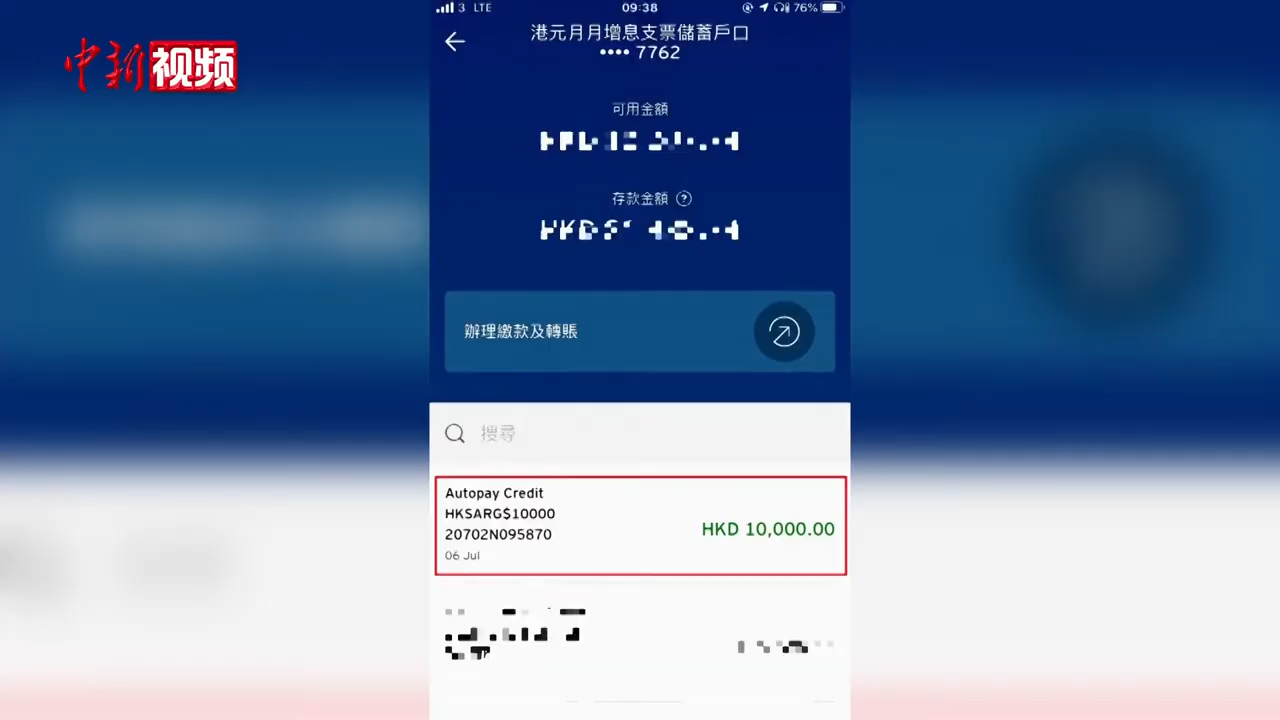 中新视频
3 LTE 09:38 76%
港元月月增息支票儲蓄戶口
•••• 7762
可用金額
存款金額 ?
辦理繳款及轉賬
搜尋
Autopay Credit
HKSARG$10000
20702N095870
HKD 10,000.00
06 Jul